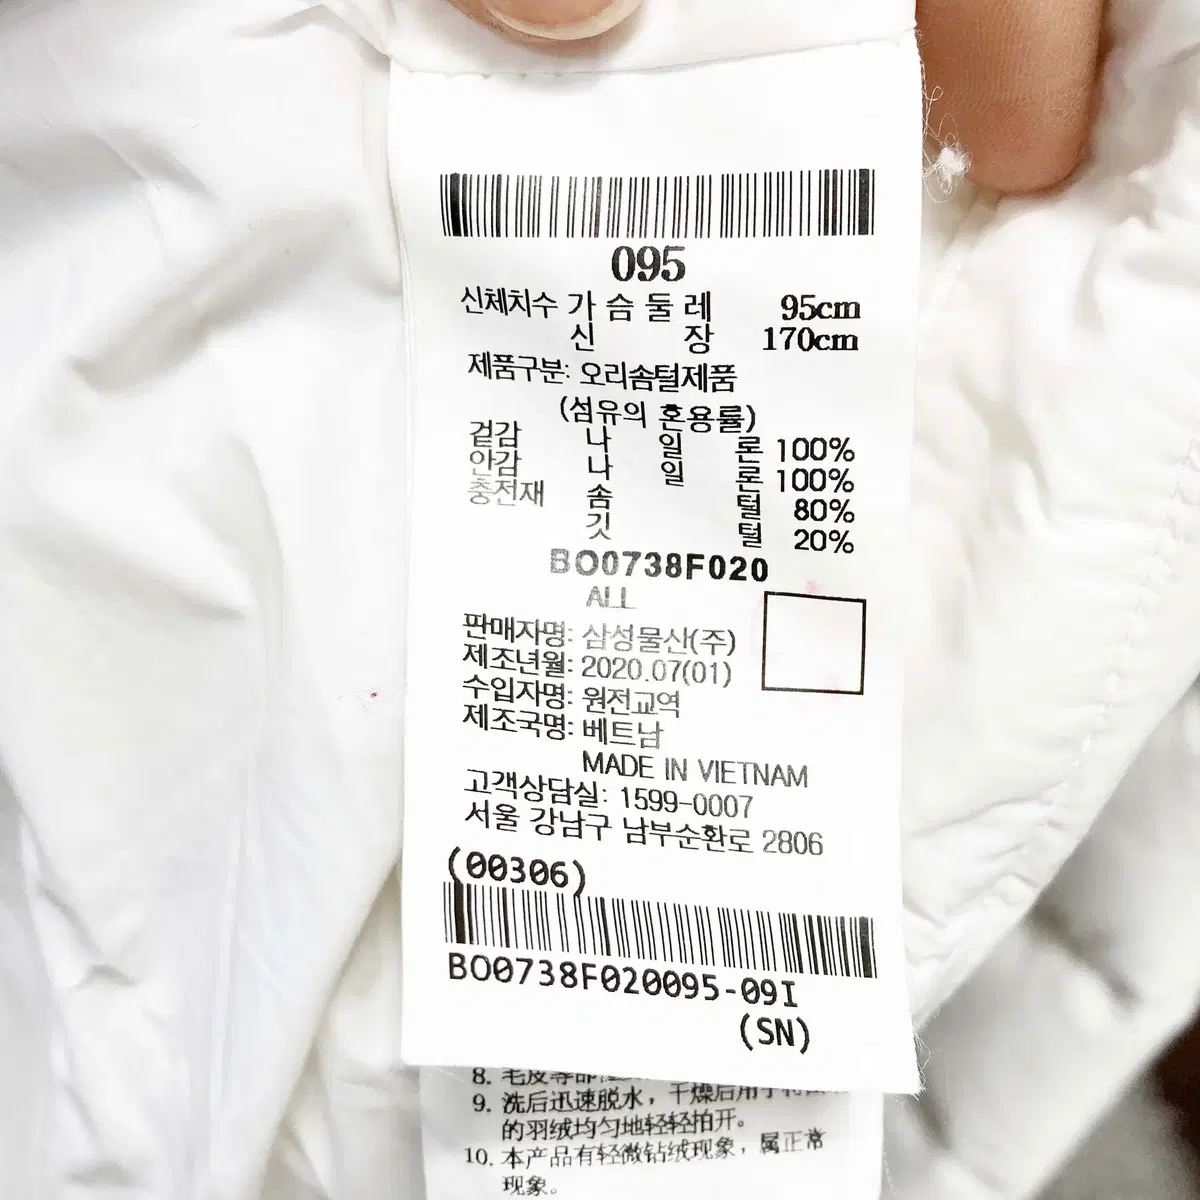 095
신체치수 가 슴 둘 레 95cm
신 장 170cm
제품구분: 오리솜털제품
(섬유의 혼용률)
겉감 나 일 론 100%
안감 나 일 론 100%
충전재 솜 털 80%
깃 털 20%
BO0738F020
ALL
판매자명: 삼성물산(주)
제조년월: 2020.07(01)
수입자명: 원전교역
제조국명: 베트남
MADE IN VIETNAM
고객상담실: 1599-0007
서울 강남구 남부순환로 2806
(00306)
BO0738F020095-09I
(SN)
8. 毛皮等部
9. 洗后迅速脱水，干燥后用手
的羽绒均匀地轻轻拍开。
10. 本产品有轻微钻绒现象，属正常
现象。